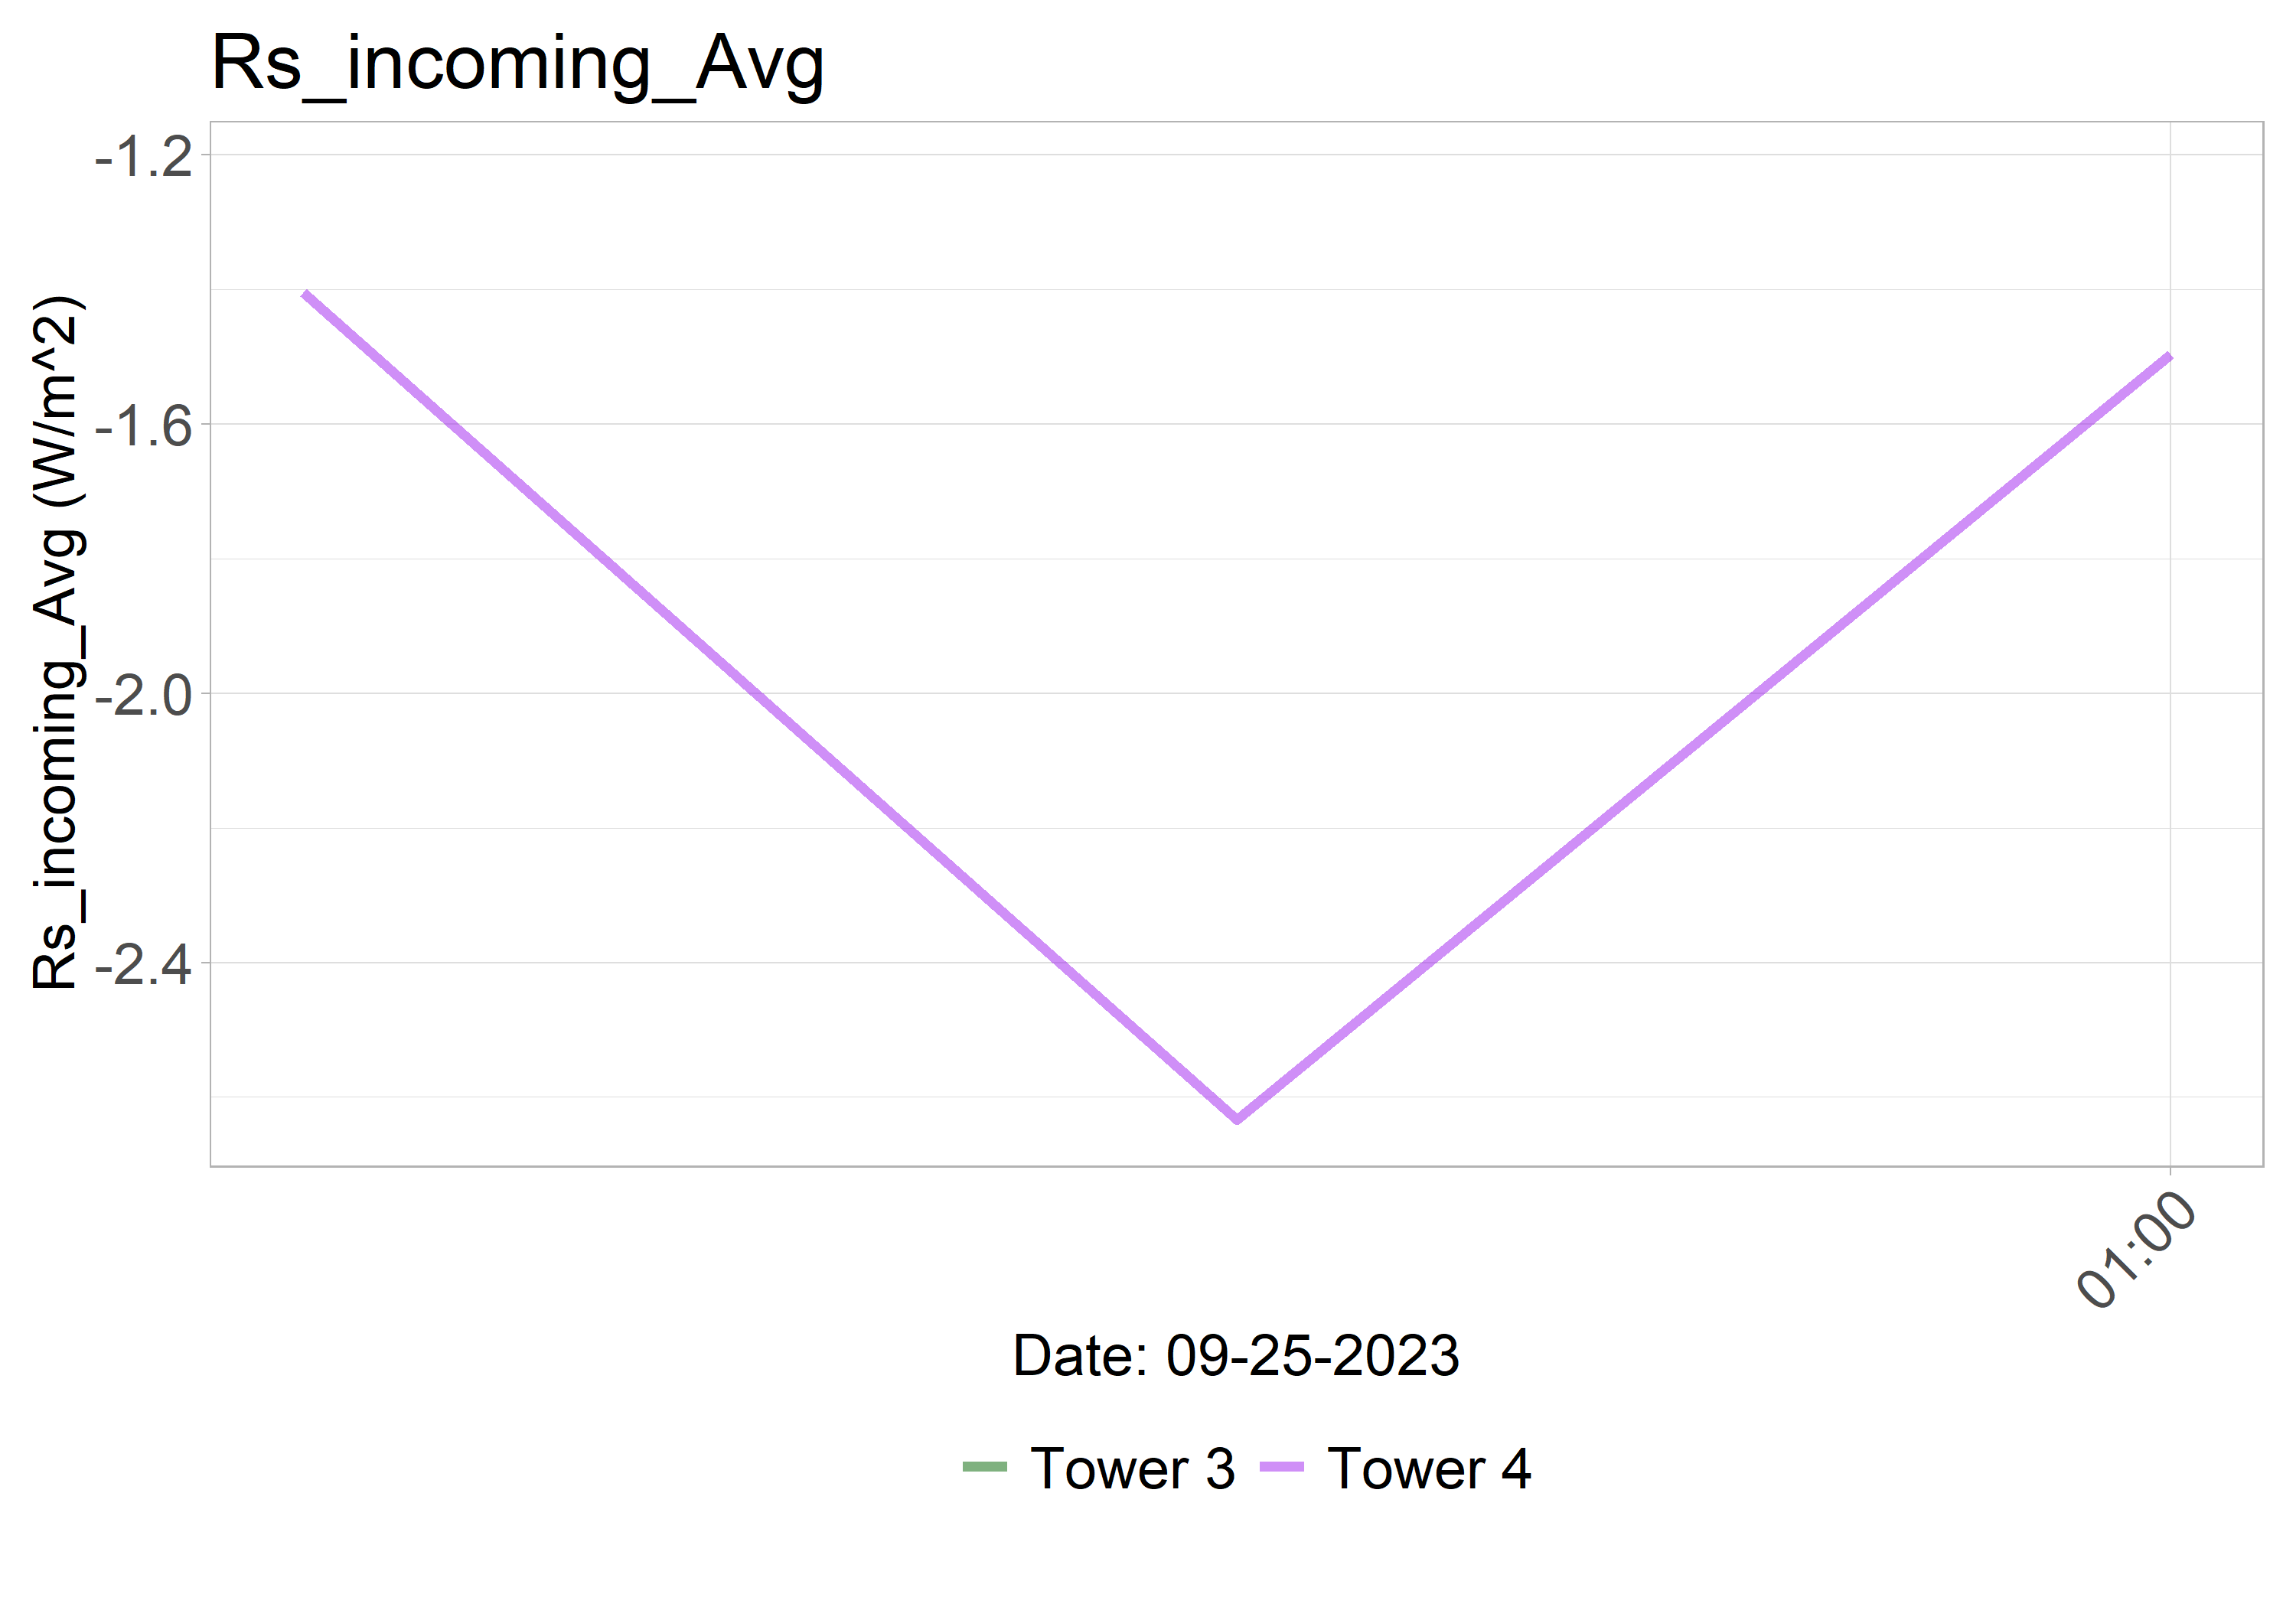 Rs_incoming_Avg
Rs_incoming_Avg (W/m^2)
-1.2
-1.6
-2.0
-2.4
01:00
Date: 09-25-2023
Tower 3 Tower 4